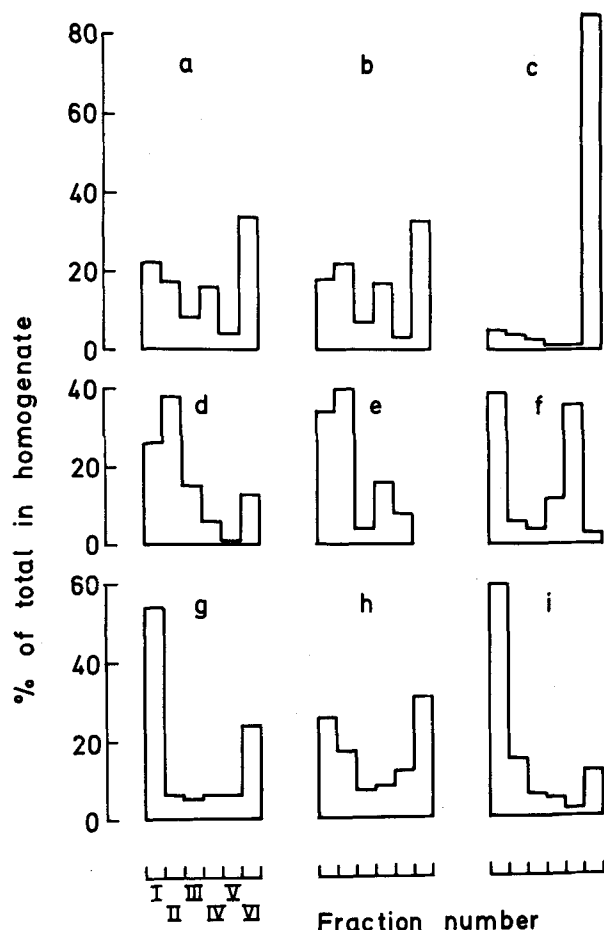 80
60
40
20
0
a
b
c
% of total in homogenate
40
20
0
d
e
f
60
40
20
0
g
h
i
I
II
III
IV
V
VI
Fraction number